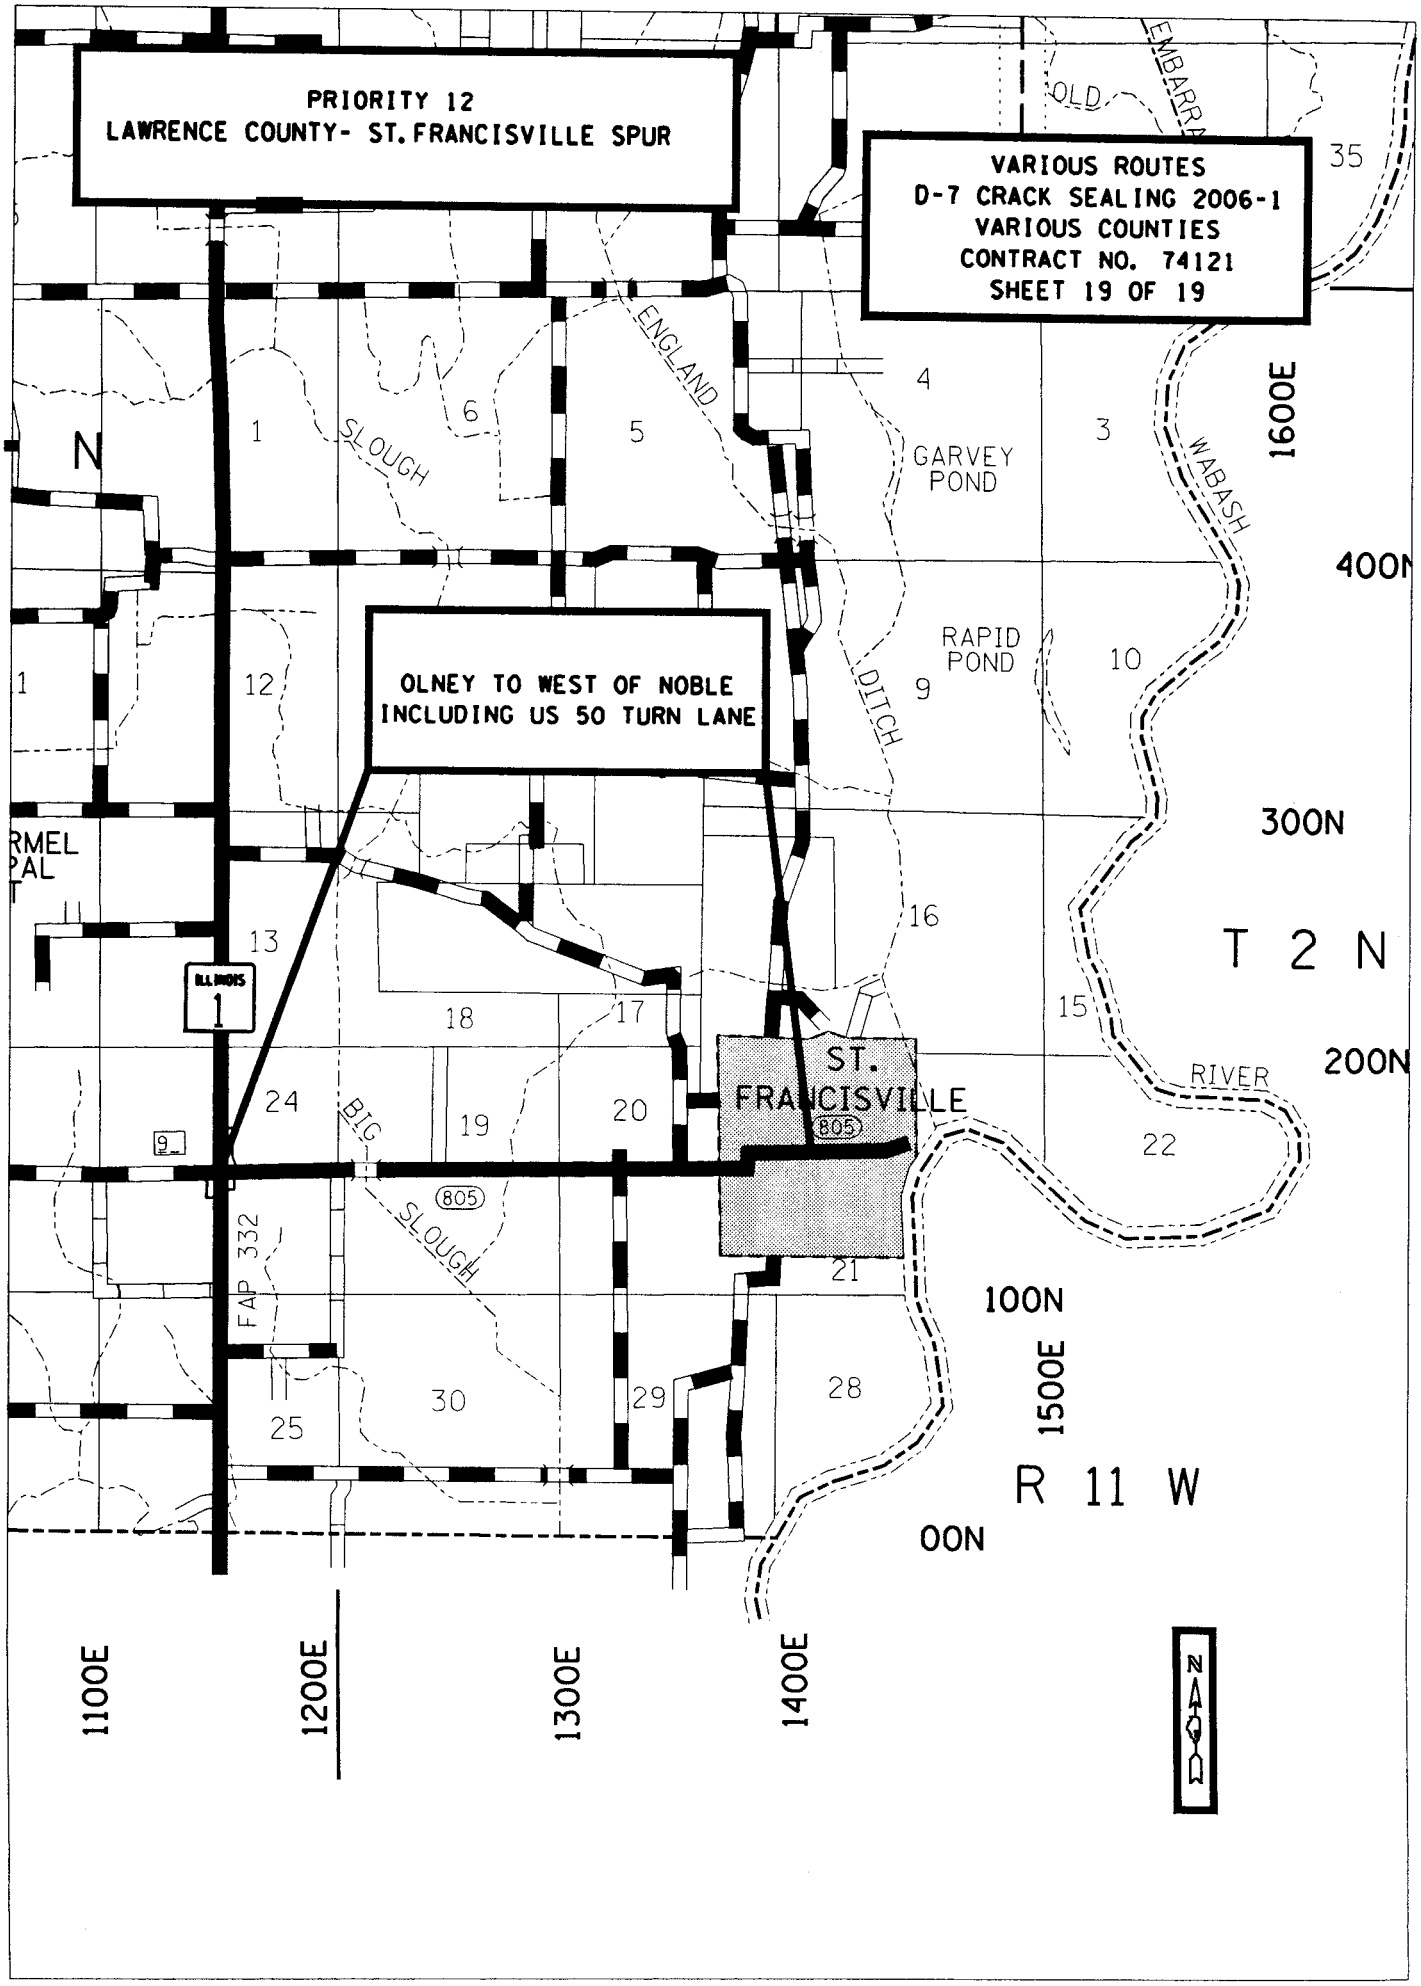 PRIORITY 12
LAWRENCE COUNTY- ST.FRANCISVILLE SPUR
OLD
EMBARRA
35
VARIOUS ROUTES
D-7 CRACK SEALING 2006-1
VARIOUS COUNTIES
CONTRACT NO. 74121
SHEET 19 OF 19
ENGLAND
1600E
4
3
6
5
1
N
SLOUGH
GARVEY
POND
WABASH
400N
RAPID
POND
10
9
DITCH
1
12
OLNEY TO WEST OF NOBLE
INCLUDING US 50 TURN LANE
300N
RMEL
PAL
T
16
13
T 2 N
ILLINOIS
1
18
17
15
ST.
FRANCISVILLE
200N
RIVER
24
BIG
19
20
805
22
9
805
SLOUGH
FAP 332
21
100N
1500E
30
29
28
25
R 11 W
00N
1100E
1200E
1300E
1400E
N